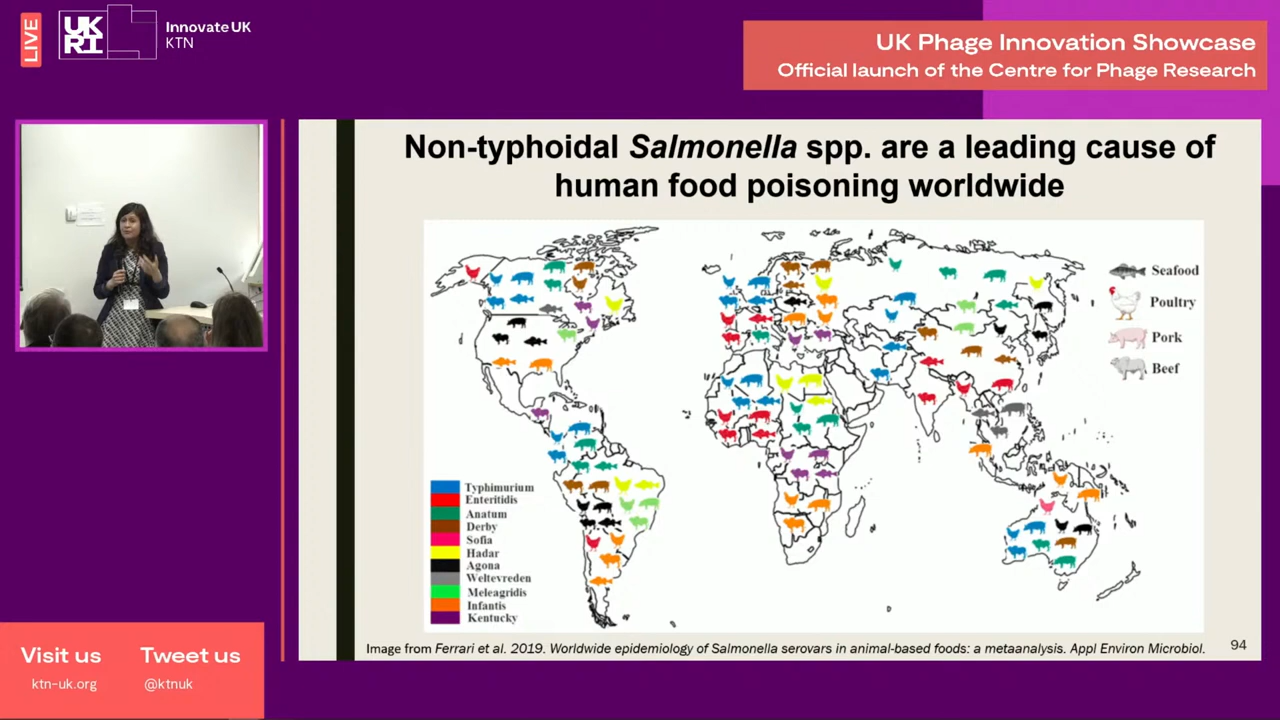 LIVE
UK
RI
Innovate UK
KTN
UK Phage Innovation Showcase
Official launch of the Centre for Phage Research
Non-typhoidal Salmonella spp. are a leading cause of
human food poisoning worldwide
Seafood
Poultry
Pork
Beef
Typhimurium
Enteritidis
Anatum
Derby
Sofia
Hadar
Agona
Weltevreden
Meleagridis
Infantis
Kentucky
Image from Ferrari et al. 2019. Worldwide epidemiology of Salmonella serovars in animal-based foods: a metaanalysis. Appl Environ Microbiol.
94
Visit us
ktn-uk.org
Tweet us
@ktnuk